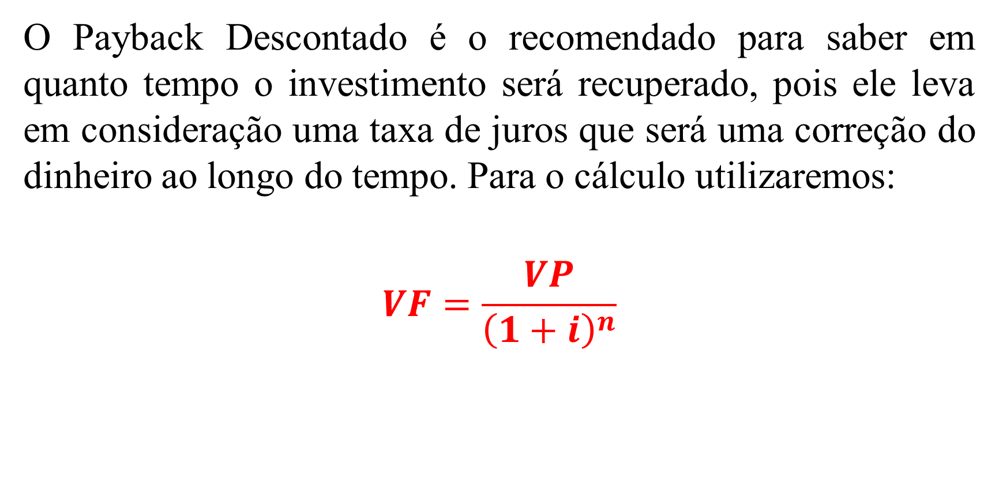 O Payback Descontado é o recomendado para saber em
quanto tempo o investimento será recuperado, pois ele leva
em consideração uma taxa de juros que será uma correção do
dinheiro ao longo do tempo. Para o cálculo utilizaremos:
VF = VP / (1 + i)^n